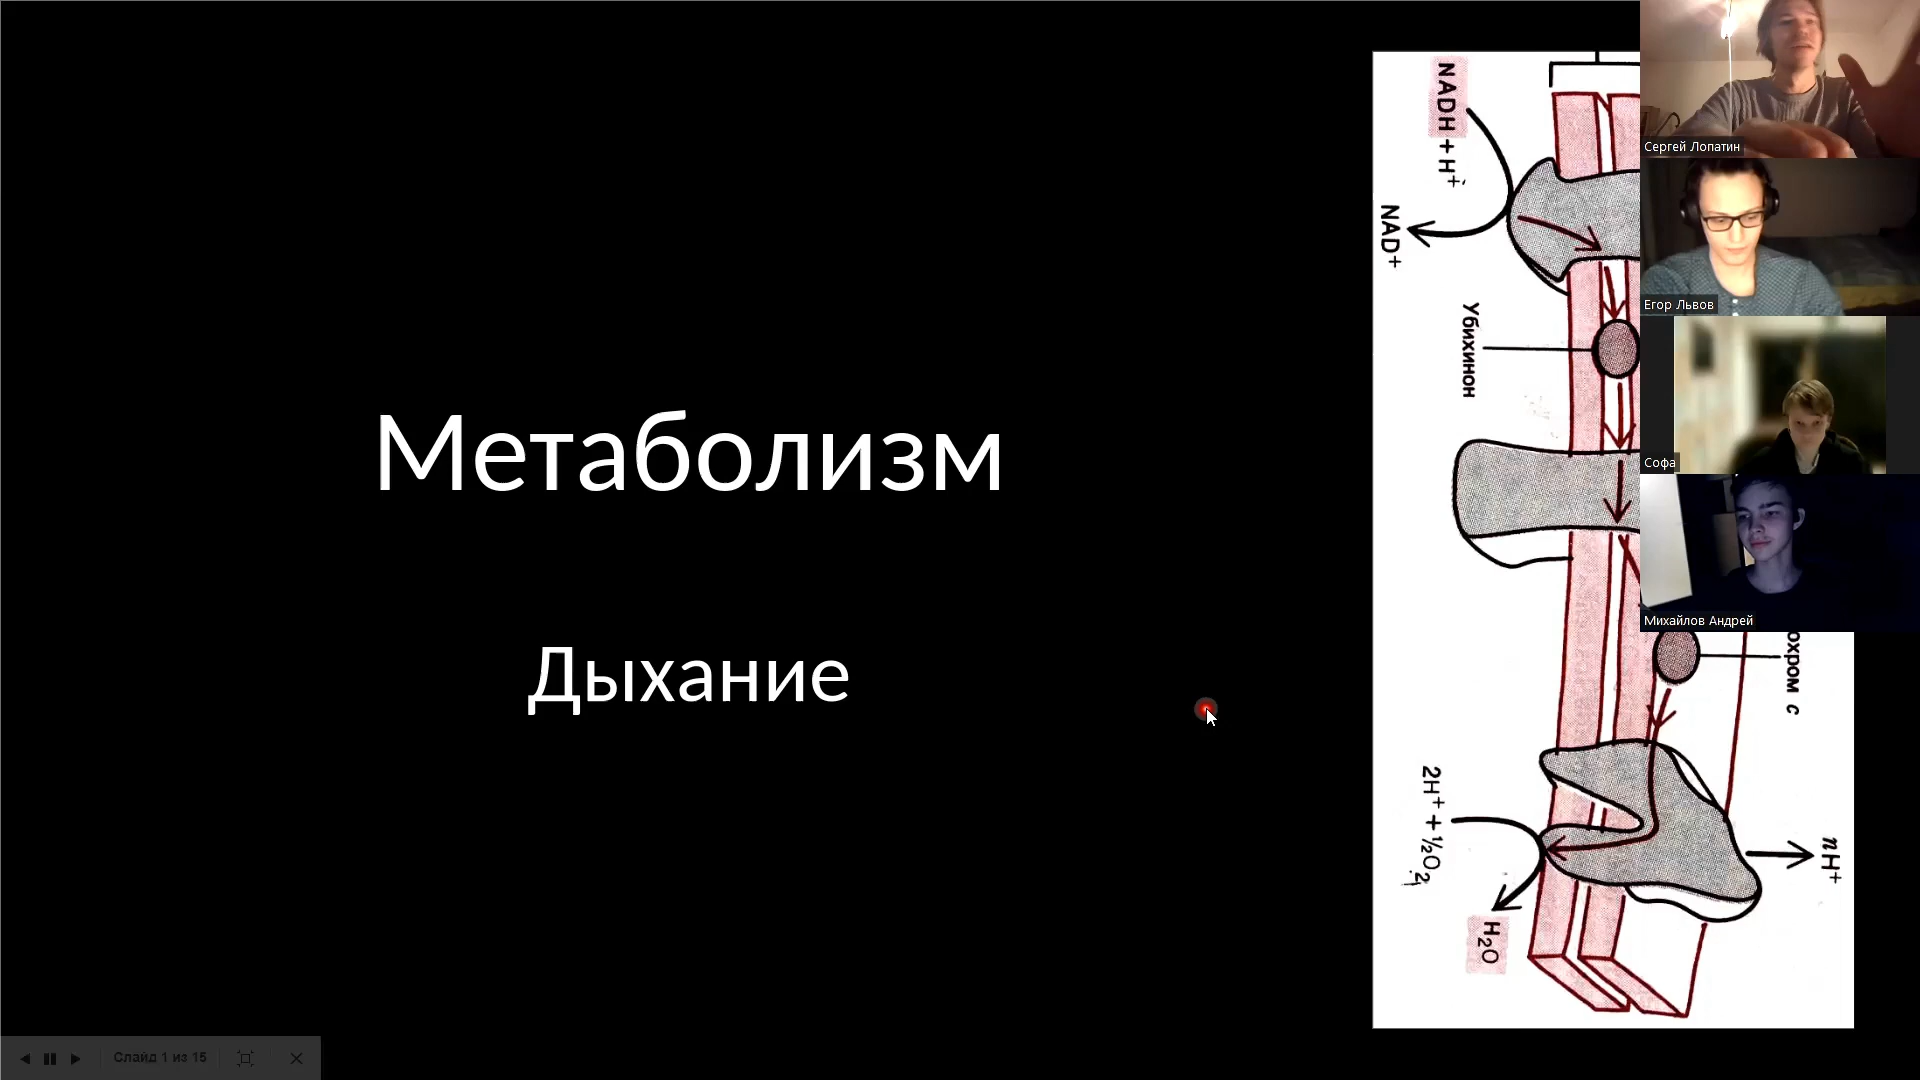 Метаболизм
Дыхание
NADH + H⁺
NAD⁺
Убихинон
охром c
2H⁺ + ½O₂
nH⁺
H₂O
Сергей Лопатин
Егор Львов
Софа
Михайлов Андрей
Слайд 1 из 15